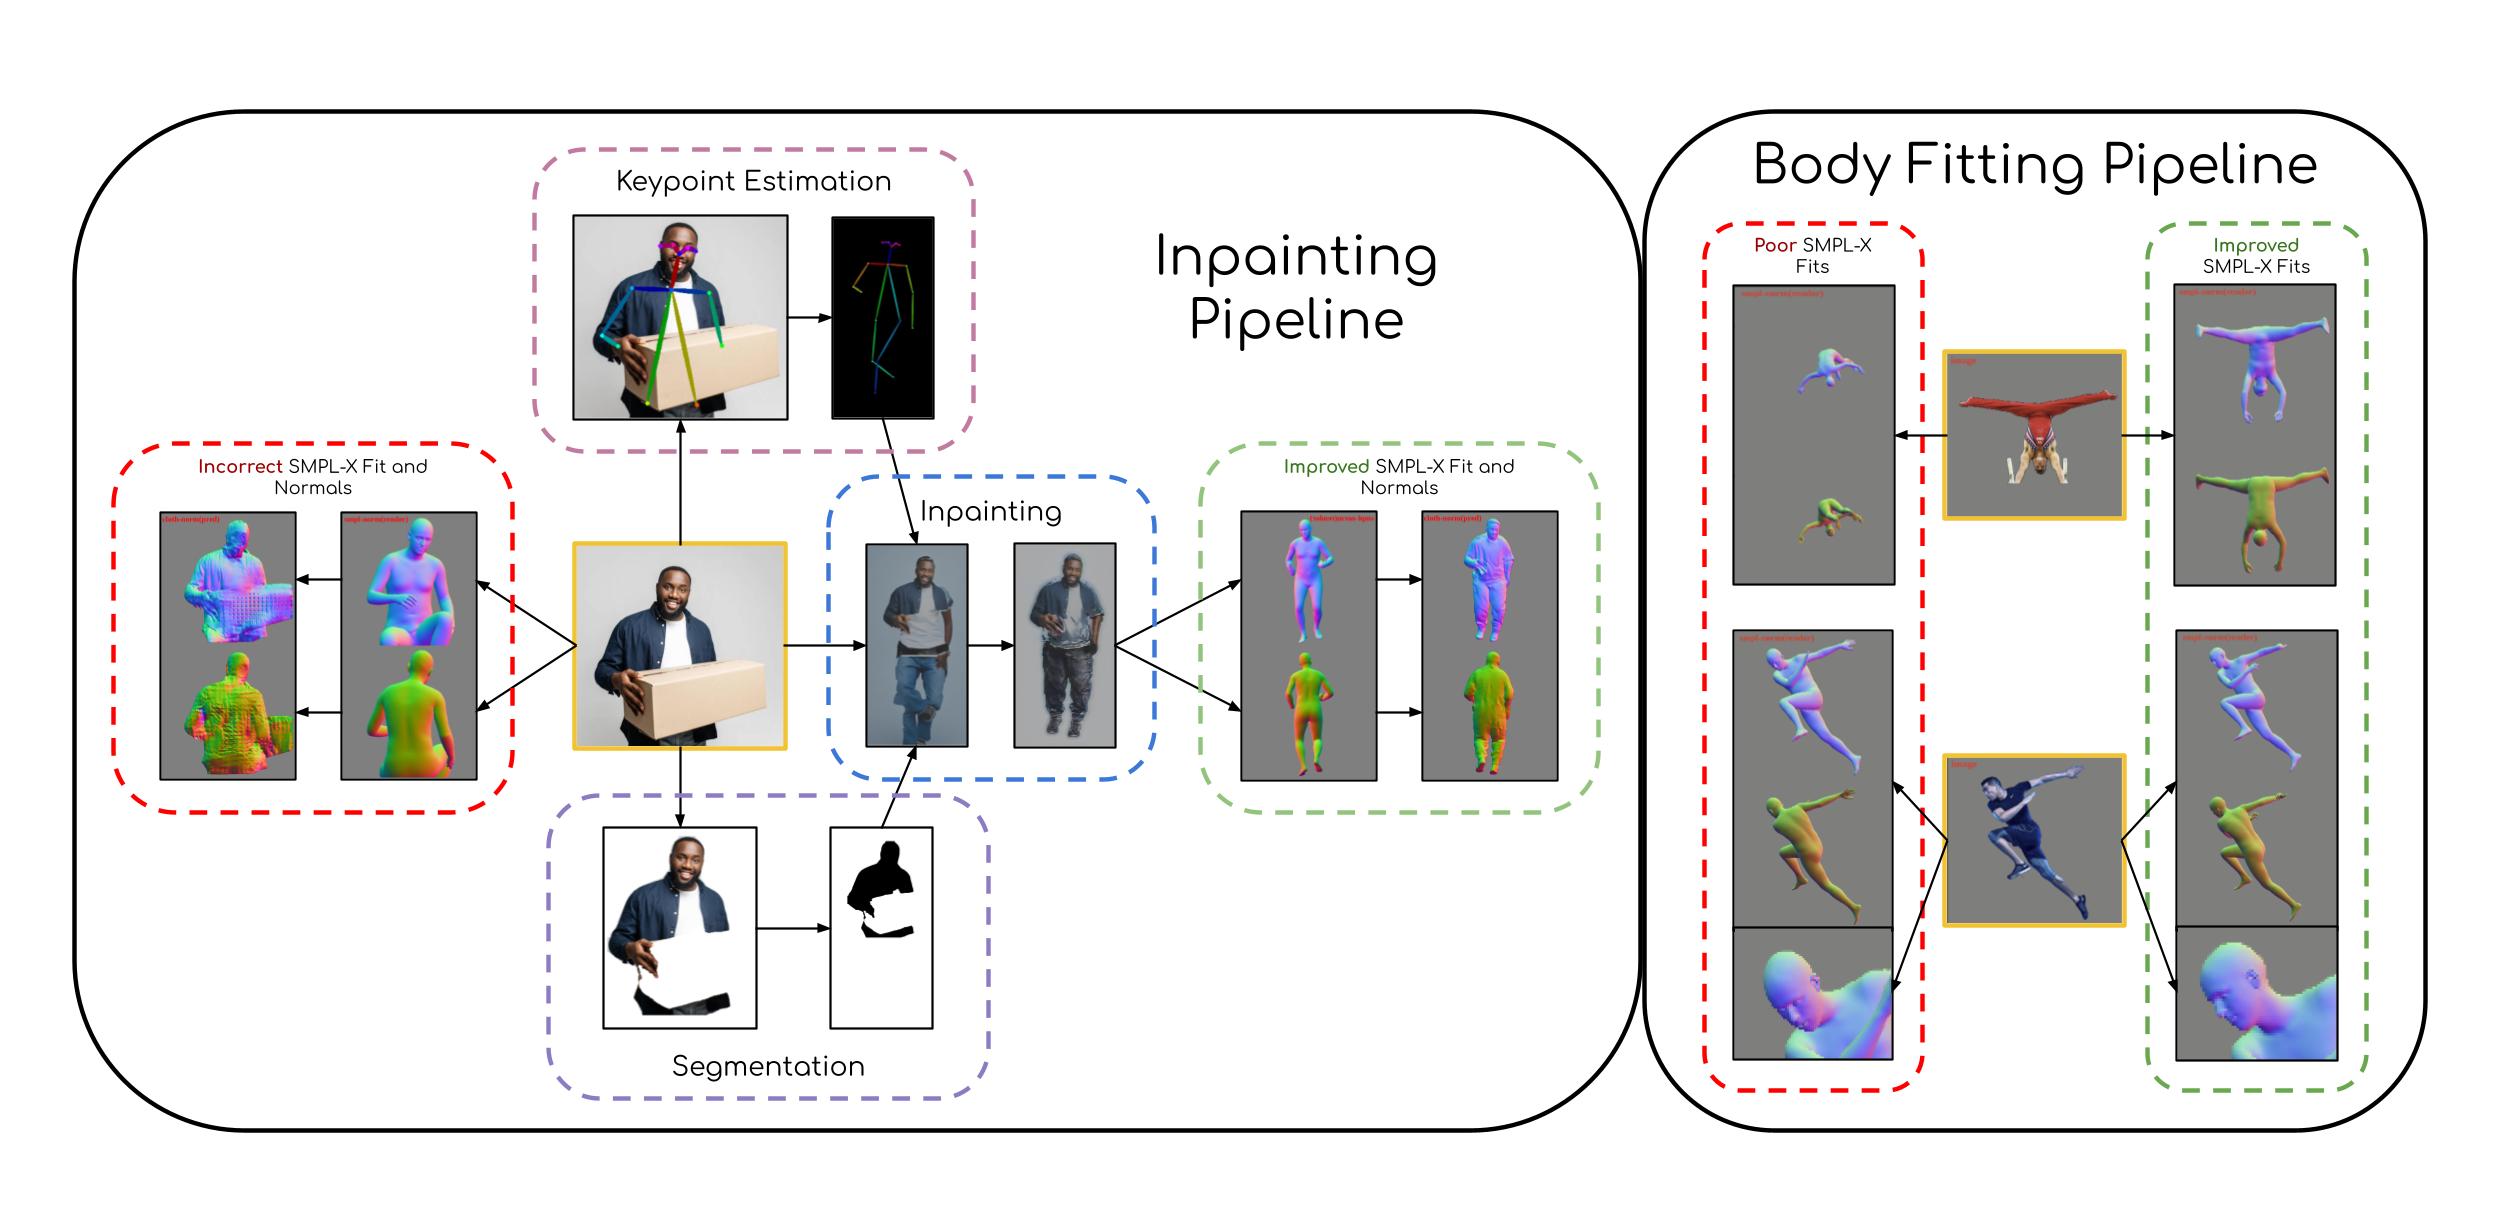 Keypoint Estimation
Inpainting
Pipeline
Incorrect SMPL-X Fit and
Normals
cloth-norm(pred)
smpl-norm(render)
Inpainting
Improved SMPL-X Fit and
Normals
cloth-norm(pred)
Segmentation
Body Fitting Pipeline
Poor SMPL-X
Fits
smpl-norm(render)
smpl-norm(render)
image
image
Improved
SMPL-X Fits
smpl-norm(render)
smpl-norm(render)